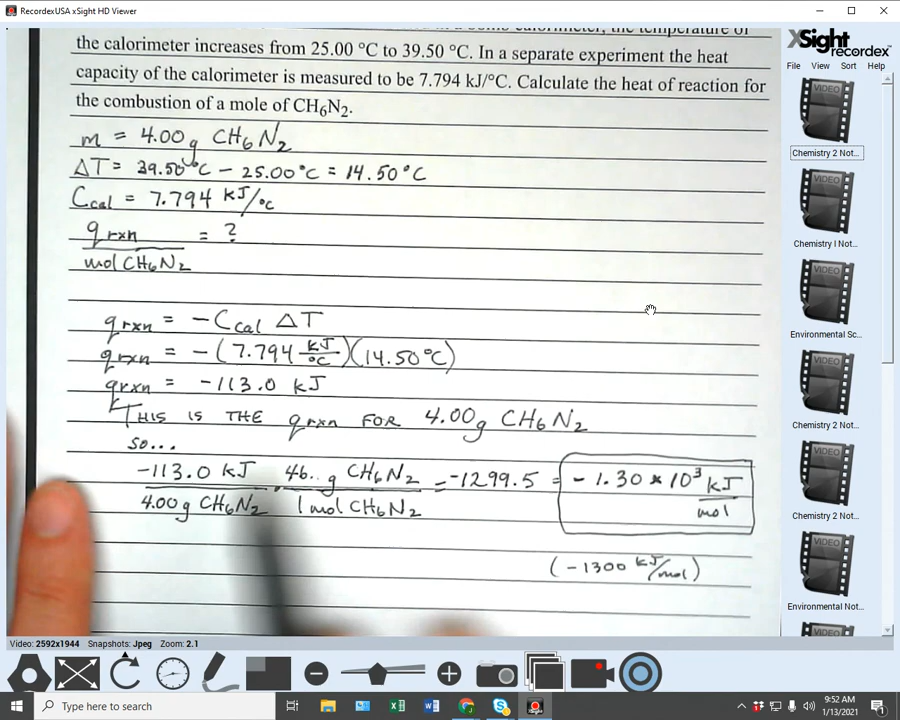 RecordexUSA xSight HD Viewer
XSight
recordex
File View Sort Help
the calorimeter increases from 25.00 °C to 39.50 °C. In a separate experiment the heat
capacity of the calorimeter is measured to be 7.794 kJ/°C. Calculate the heat of reaction for
the combustion of a mole of CH₆N₂.
m = 4.00g CH₆N₂
ΔT = 39.50°C - 25.00°C = 14.50°C
Ccal = 7.794 kJ/°C
qrxn = ?
mol CH₆N₂
qrxn = -Ccal ΔT
qrxn = -(7.794 kJ/°C)(14.50°C)
qrxn = -113.0 kJ
THIS IS THE qrxn FOR 4.00g CH₆N₂
SO...
-113.0 kJ · 46.. g CH₆N₂ = -1299.5 = -1.30 × 10³ kJ
4.00g CH₆N₂ 1 mol CH₆N₂ mol
(-1300 kJ/mol)
VIDEO
Chemistry 2 Not...
VIDEO
Chemistry I Not...
VIDEO
Environmental Sc...
VIDEO
Chemistry 2 Not...
VIDEO
Chemistry 2 Not...
VIDEO
Environmental Not...
VIDEO
Video: 2592x1944 Snapshots: Jpeg Zoom: 2.1
Type here to search
9:52 AM
1/13/2021